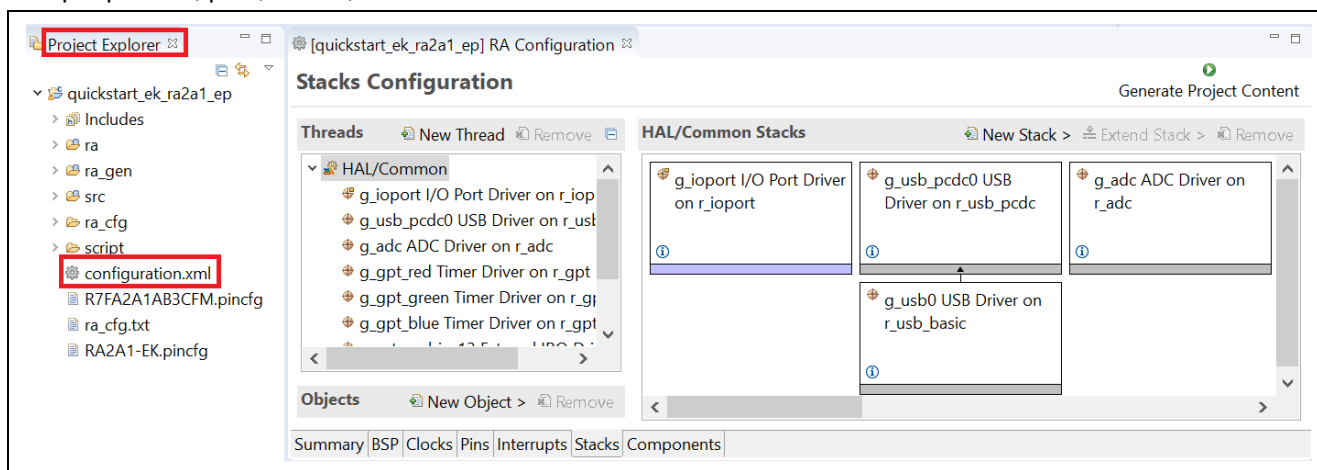 Project Explorer
quickstart_ek_ra2a1_ep
Includes
ra
ra_gen
src
ra_cfg
script
configuration.xml
R7FA2A1AB3CFM.pincfg
ra_cfg.txt
RA2A1-EK.pincfg
[quickstart_ek_ra2a1_ep] RA Configuration
Stacks Configuration
Generate Project Content
Threads New Thread Remove
HAL/Common
g_ioport I/O Port Driver on r_iop
g_usb_pcdc0 USB Driver on r_usb
g_adc ADC Driver on r_adc
g_gpt_red Timer Driver on r_gpt
g_gpt_green Timer Driver on r_gp
g_gpt_blue Timer Driver on r_gpt
Objects New Object > Remove
HAL/Common Stacks New Stack > Extend Stack > Remove
g_ioport I/O Port Driver
on r_ioport
g_usb_pcdc0 USB
Driver on r_usb_pcdc
g_adc ADC Driver on
r_adc
g_usb0 USB Driver on
r_usb_basic
Summary BSP Clocks Pins Interrupts Stacks Components